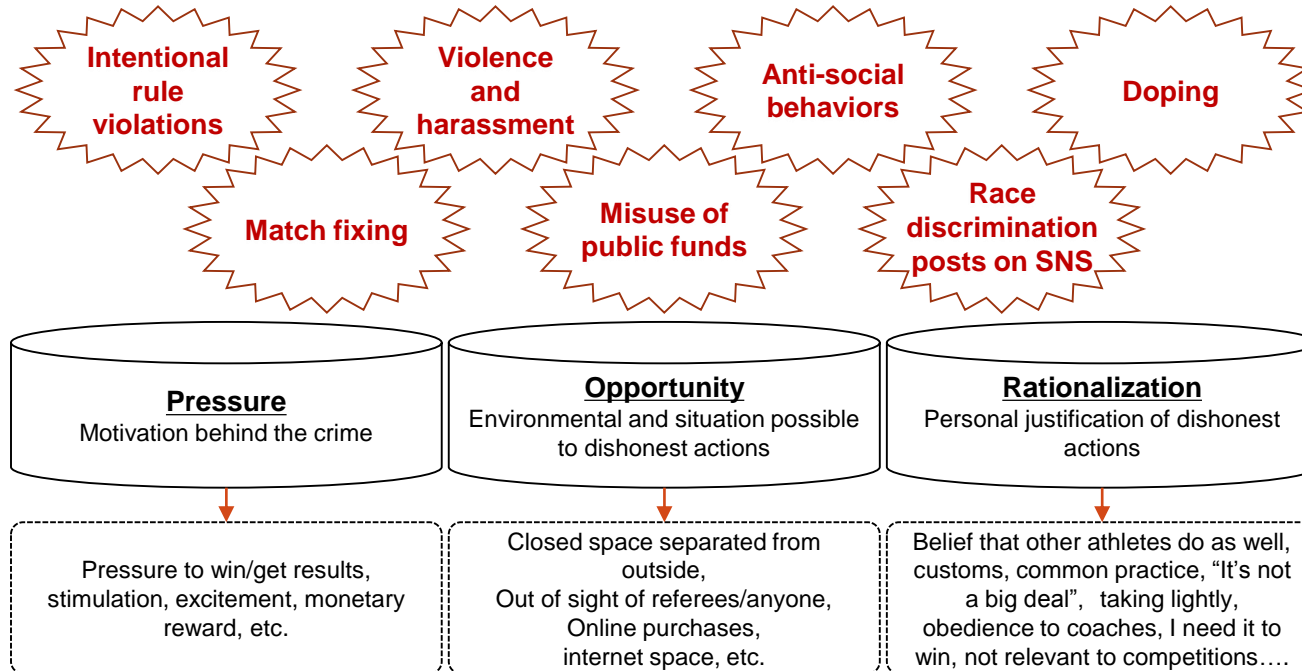 Intentional
rule
violations
Violence
and
harassment
Anti-social
behaviors
Doping
Match fixing
Misuse of
public funds
Race
discrimination
posts on SNS
Pressure
Motivation behind the crime
Opportunity
Environmental and situation possible
to dishonest actions
Rationalization
Personal justification of dishonest
actions
Pressure to win/get results,
stimulation, excitement, monetary
reward, etc.
Closed space separated from
outside,
Out of sight of referees/anyone,
Online purchases,
internet space, etc.
Belief that other athletes do as well,
customs, common practice, “It’s not
a big deal”, taking lightly,
obedience to coaches, I need it to
win, not relevant to competitions….